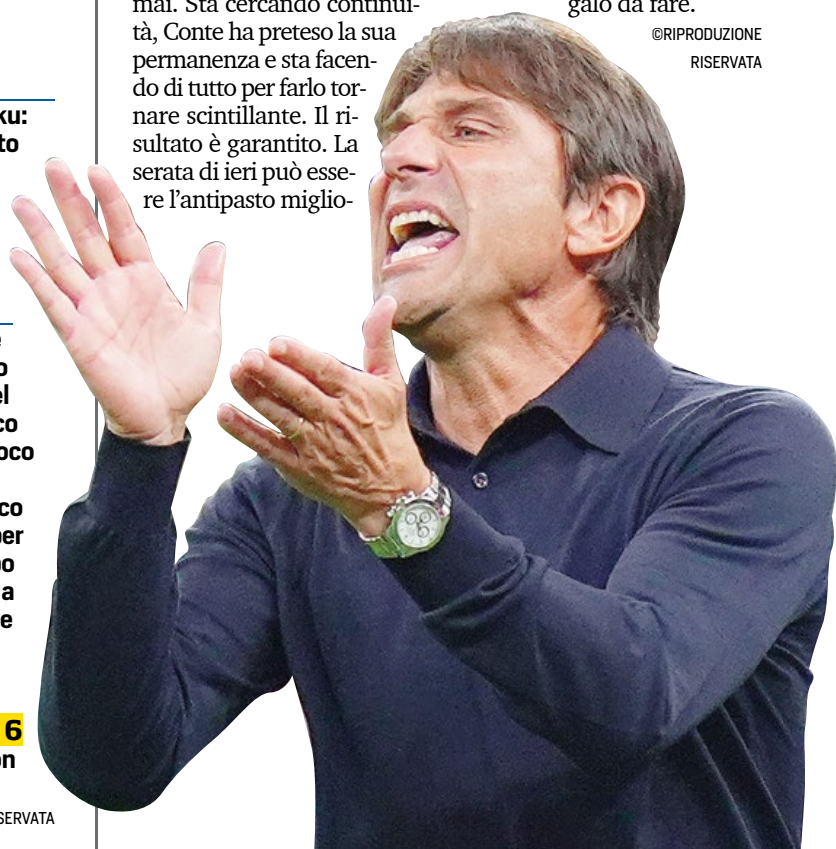 ku:
to
e
o
el
co
oco
co
per
po
a
e
6
on
SERVATA
mai. Sta cercando continui-
tà, Conte ha preteso la sua
permanenza e sta facen-
do di tutto per farlo tor-
nare scintillante. Il ri-
sultato è garantito. La
serata di ieri può esse-
re l’antipasto miglio-
galo da fare.
©RIPRODUZIONE
RISERVATA